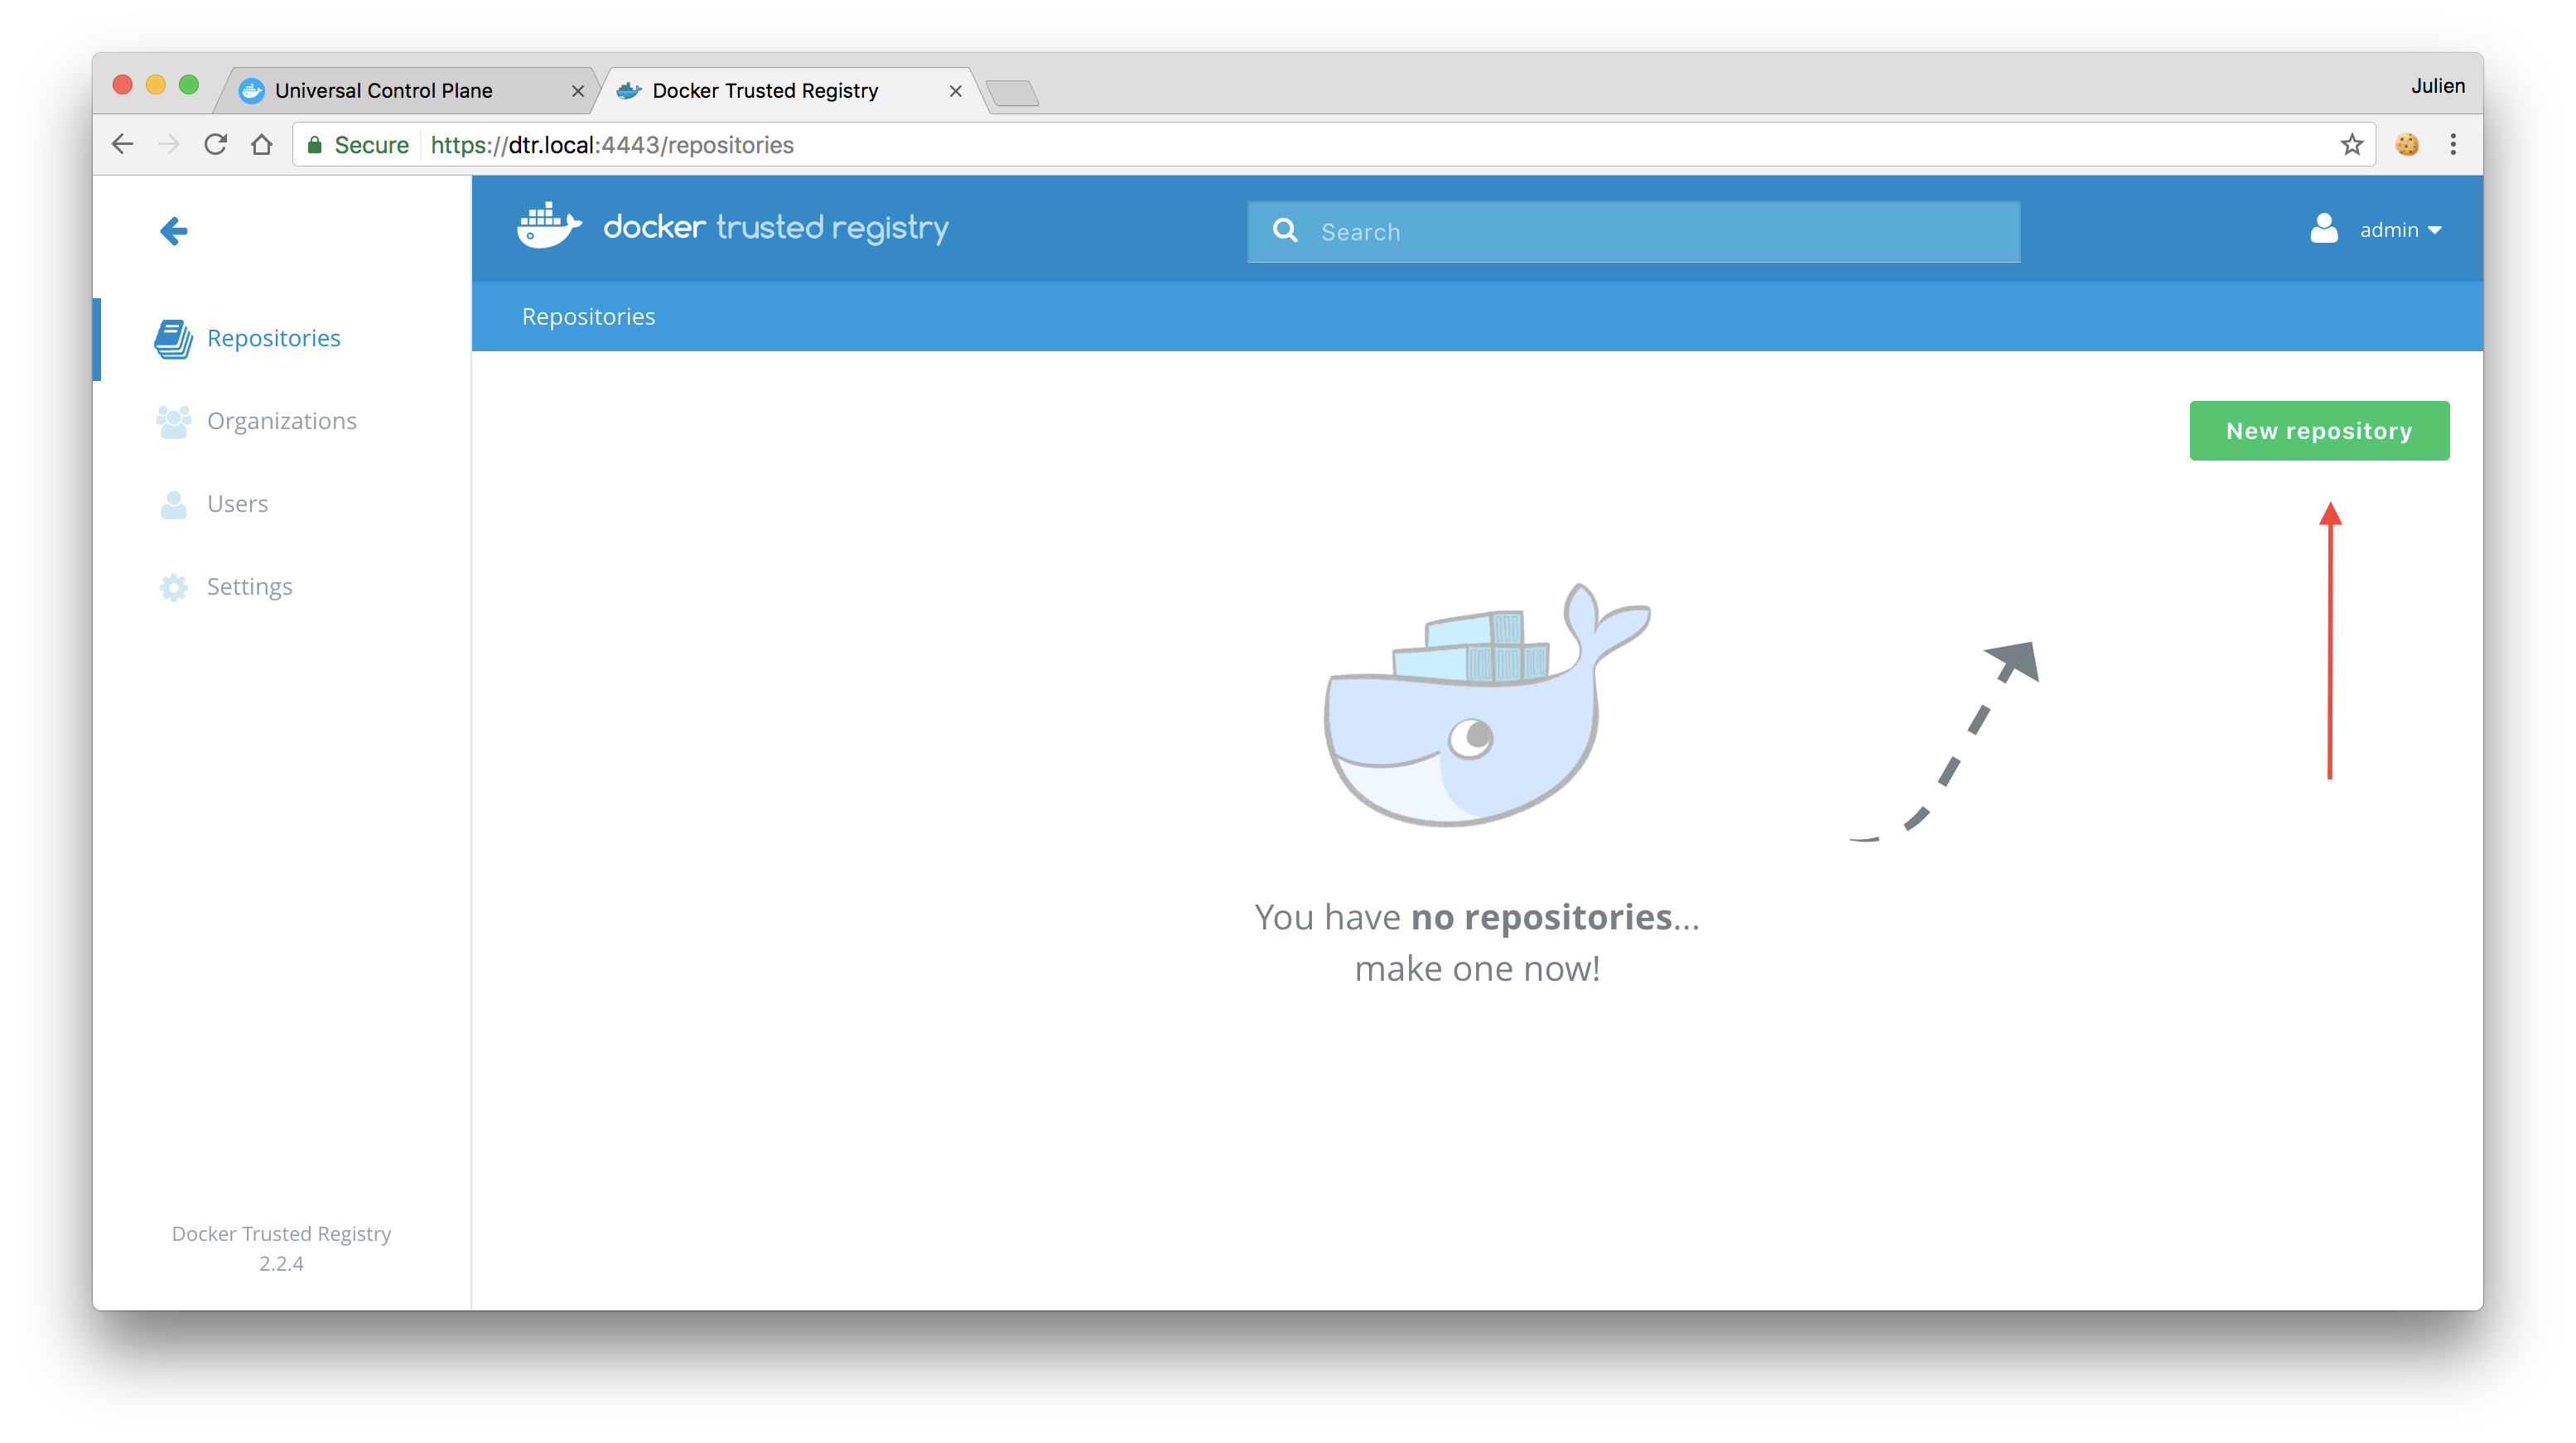 Universal Control Plane
Docker Trusted Registry
Julien
Secure https://dtr.local:4443/repositories
docker trusted registry
Search
admin
Repositories
Repositories
Organizations
Users
Settings
New repository
You have no repositories...
make one now!
Docker Trusted Registry
2.2.4